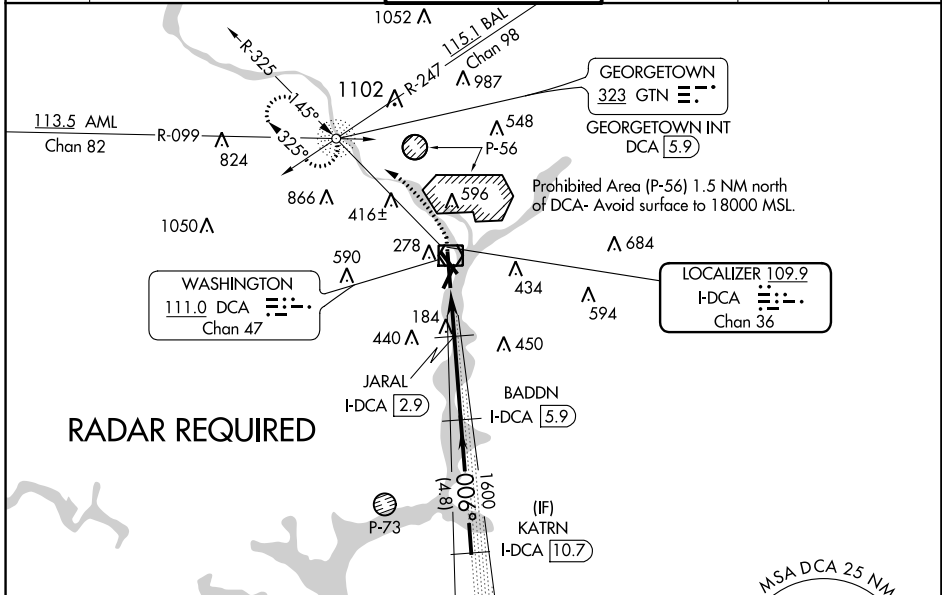 1052
115.1 BAL
Chan 98
R-247
R-325
1102
987
GEORGETOWN
323 GTN
145°
325°
113.5 AML
Chan 82
R-099
824
548
P-56
GEORGETOWN INT
DCA 5.9
866
416±
596
Prohibited Area (P-56) 1.5 NM north
of DCA- Avoid surface to 18000 MSL.
1050
278
684
590
WASHINGTON
111.0 DCA
Chan 47
434
594
LOCALIZER 109.9
I-DCA
Chan 36
184
440
450
JARAL
I-DCA 2.9
BADDN
I-DCA 5.9
RADAR REQUIRED
006°
1600
(4.8)
P-73
(IF)
KATRN
I-DCA 10.7
MSA DCA 25 NM